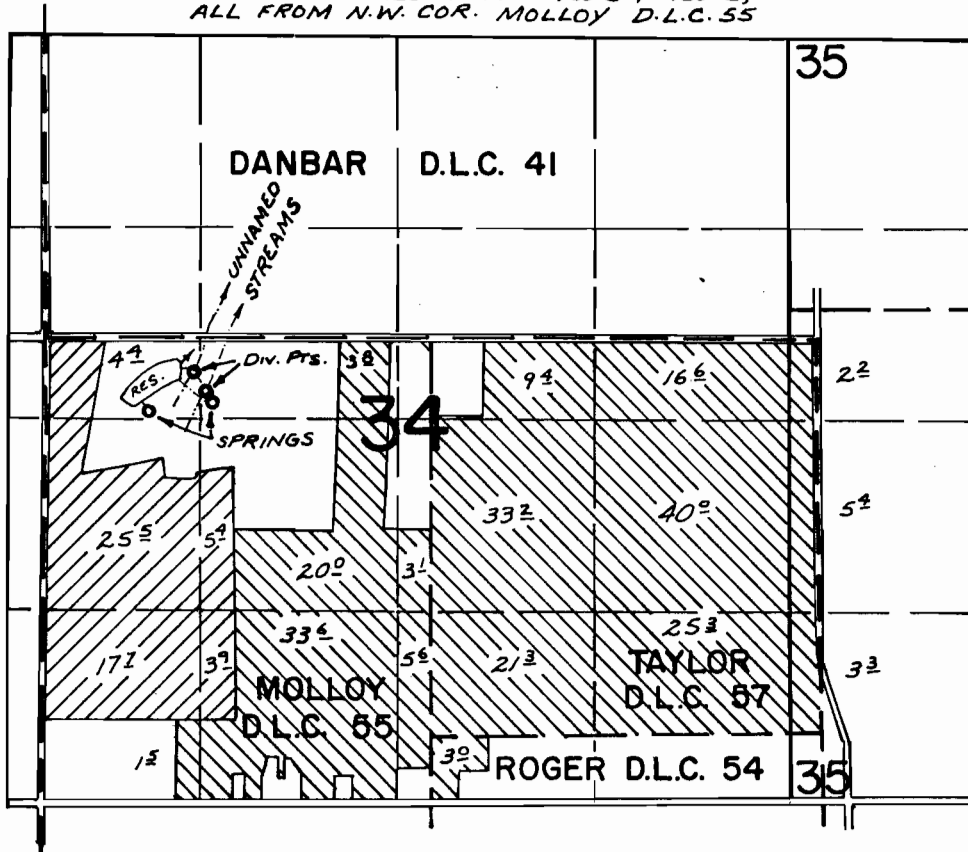 ALL FROM N.W. COR. MOLLOY D.L.C. 55
35
DANBAR D.L.C. 41
UNNAMED
STREAMS
4 4
RES.
DIV. PTS.
3 8
9 4
16 6
2 2
34
SPRINGS
25 5
5 4
33 2
40 0
5 4
20 0
3 1
33 6
5 6
21 3
25 3
17 1
3 9
3 3
MOLLOY
D.L.C. 55
TAYLOR
D.L.C. 57
1 5
3 0
ROGER D.L.C. 54
35